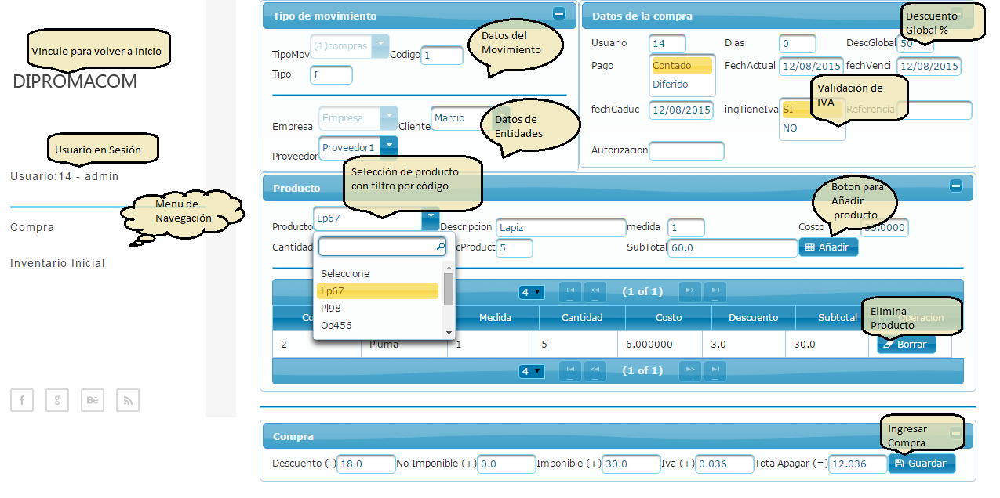 Vinculo para volver a Inicio
DIPROMACOM
Usuario en Sesión
Usuario:14 - admin
Menu de
Navegación
Compra
Inventario Inicial
Bē
Tipo de movimiento
TipoMov (1)compras Codigo 1
Tipo I
Datos del
Movimiento
Empresa Empresa Cliente Marcio
Proveedor Proveedor1
Datos de
Entidades
Datos de la compra
Descuento
Global %
Usuario 14 Dias 0 DescGlobal 50
Pago Contado FechActual 12/08/2015 fechVenci 12/08/2015
Diferido
Validación de
IVA
fechCaduc 12/08/2015 ingTieneIva SI Referencia
NO
Autorizacion
Selección de producto
con filtro por código
Producto
Boton para
Añadir
producto
Producto Lp67 Descripcion Lapiz medida 1 Costo
Cantidad cProduct 5 SubTotal 60.0 Añadir
Seleccione
Lp67
Pl98
Op456
4 (1 of 1)
Medida Cantidad Costo Descuento Subtotal
Elimina
Producto
2 Pluma 1 5 6.000000 3.0 30.0 Borrar
4 (1 of 1)
Compra
Ingresar
Compra
Descuento (-) 18.0 No Imponible (+) 0.0 Imponible (+) 30.0 Iva (+) 0.036 TotalApagar (=) 12.036 Guardar